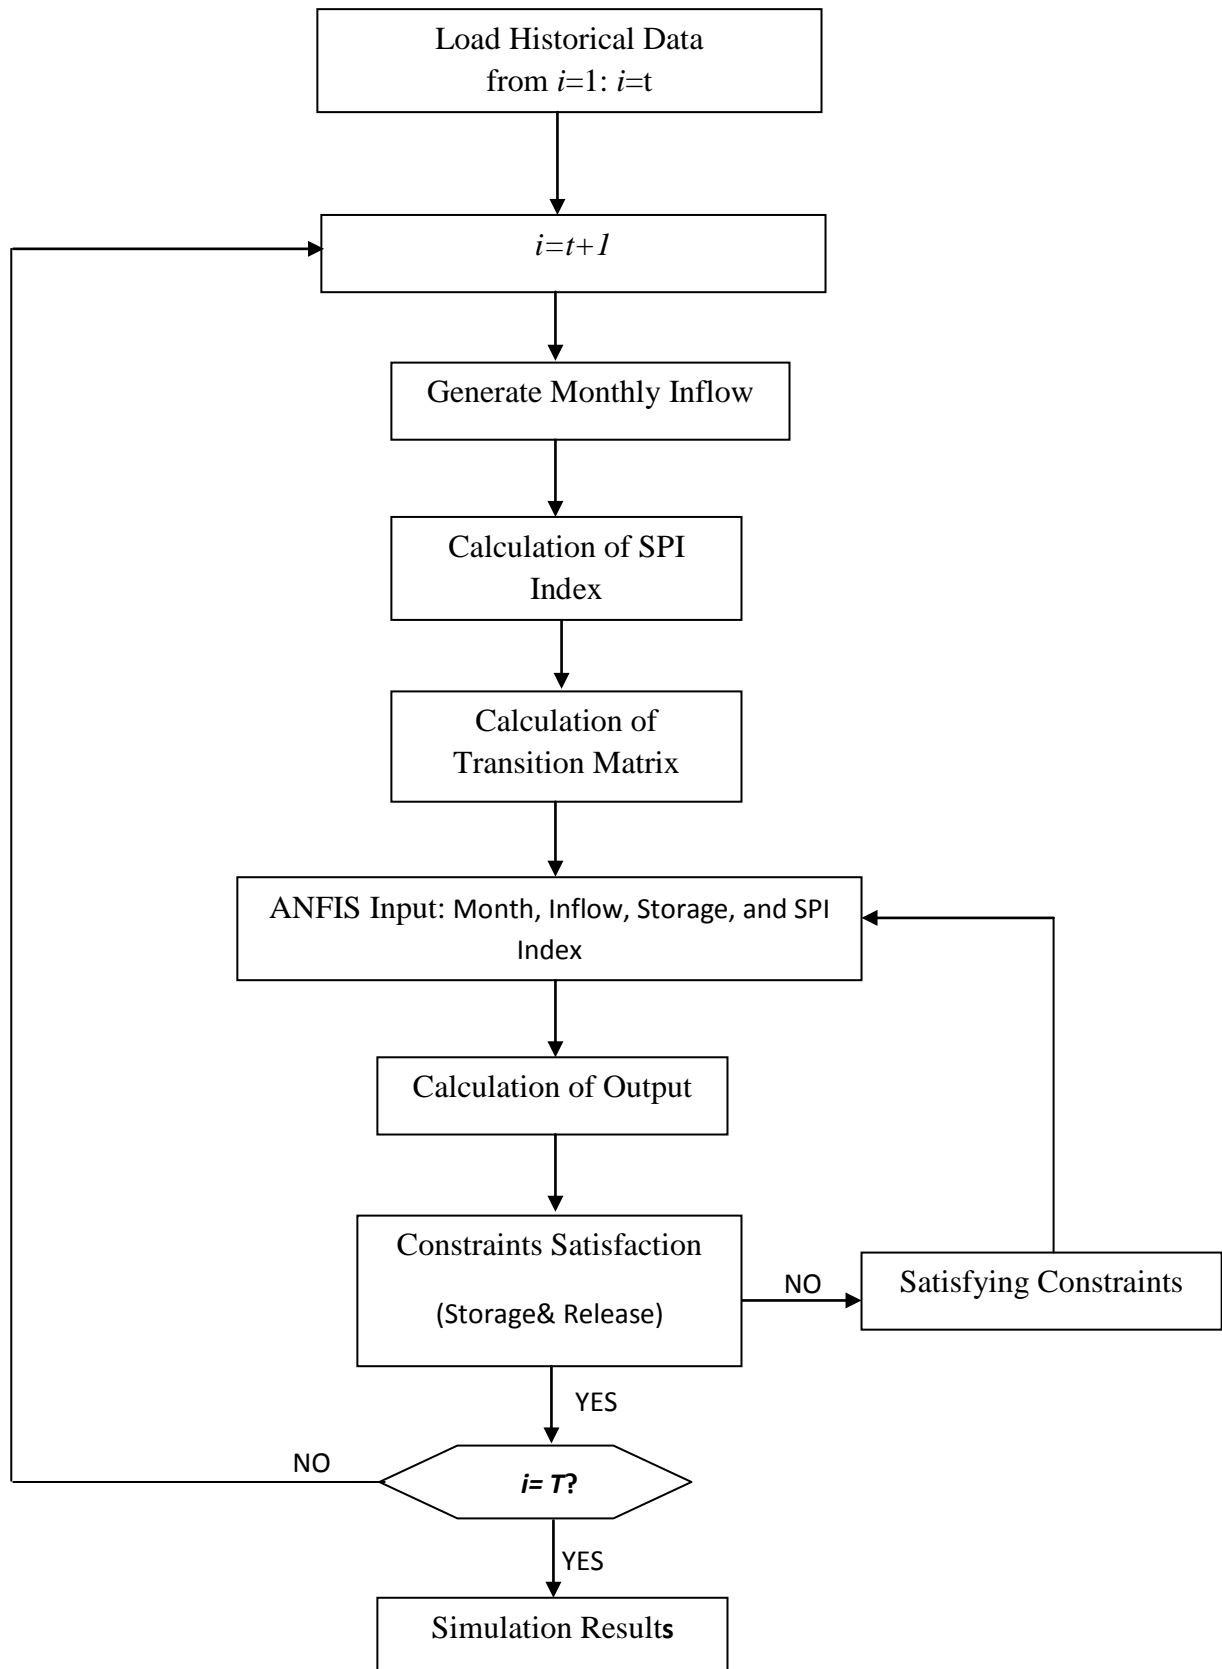 Load Historical Data
from i=1: i=t
i=t+1
Generate Monthly Inflow
Calculation of SPI
Index
Calculation of
Transition Matrix
ANFIS Input: Month, Inflow, Storage, and SPI
Index
Calculation of Output
Constraints Satisfaction
(Storage& Release)
NO
Satisfying Constraints
YES
NO
i= T?
YES
Simulation Results